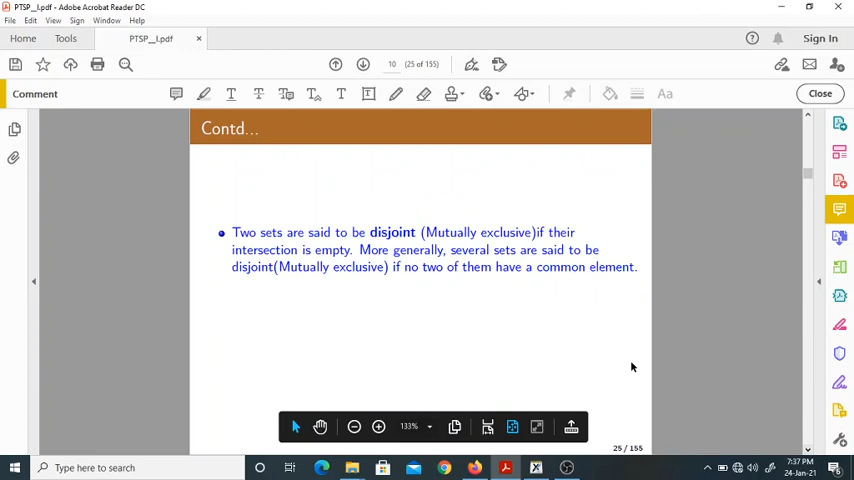 PTSP__I.pdf - Adobe Acrobat Reader DC
File Edit View Sign Window Help
Home Tools PTSP__I.pdf × Sign In
10 (25 of 155)
Comment Close
Contd...
Two sets are said to be disjoint (Mutually exclusive)if their
intersection is empty. More generally, several sets are said to be
disjoint(Mutually exclusive) if no two of them have a common element.
133%
25 / 155
Type here to search
7:37 PM
24-Jan-21